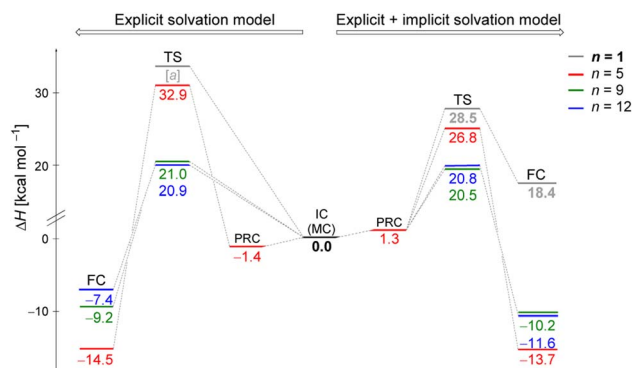 Explicit solvation model
Explicit + implicit solvation model
n = 1
n = 5
n = 9
n = 12
ΔH [kcal mol⁻¹]
30
20
0
−10
TS
[a]
32.9
21.0
20.9
PRC
−1.4
FC
−7.4
−9.2
−14.5
IC
(MC)
0.0
PRC
1.3
TS
28.5
26.8
20.8
20.5
FC
18.4
−10.2
−11.6
−13.7